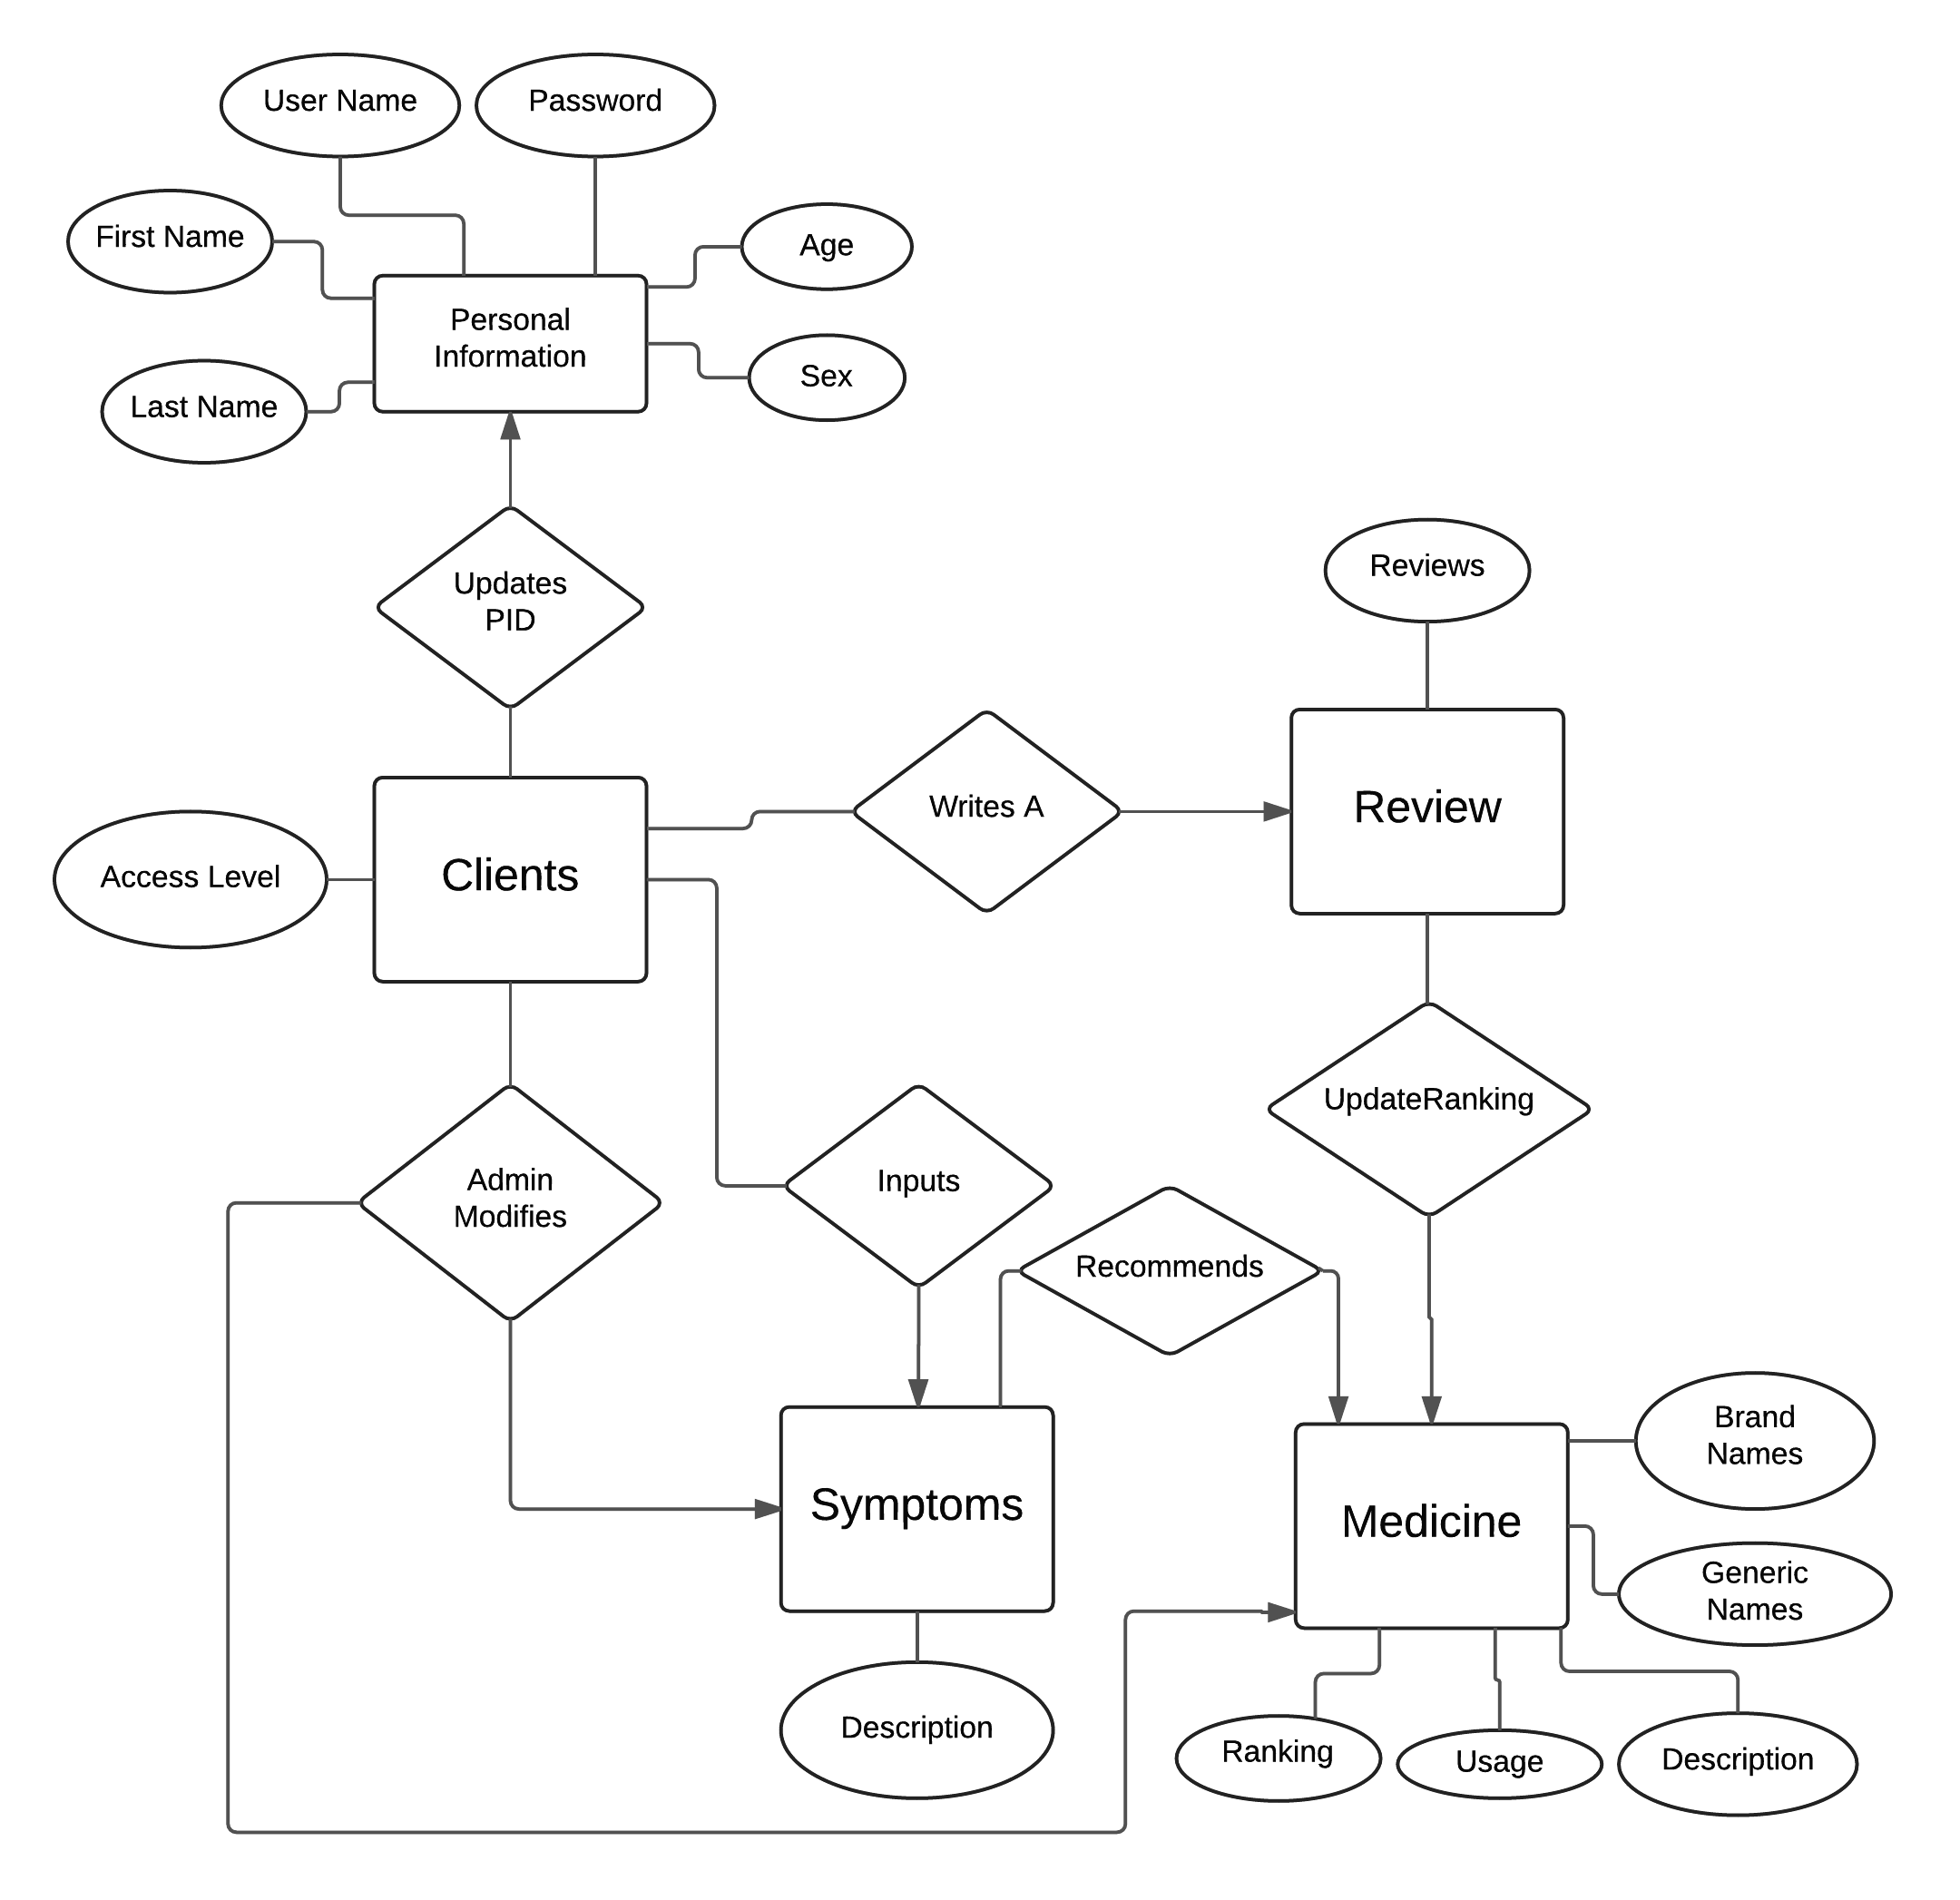 User Name
Password
First Name
Age
Personal
Information
Sex
Last Name
Updates
PID
Reviews
Writes A
Review
Access Level
Clients
UpdateRanking
Admin
Modifies
Inputs
Recommends
Brand
Names
Symptoms
Medicine
Generic
Names
Description
Ranking
Usage
Description